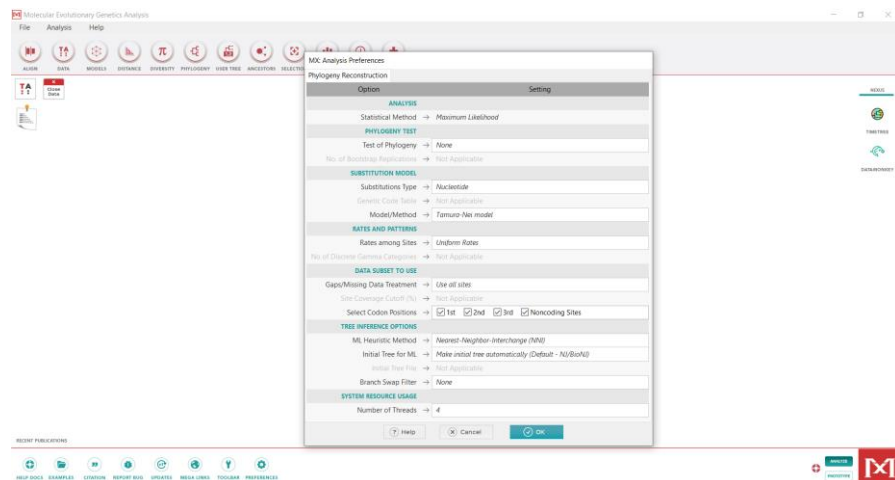 Molecular Evolutionary Genetics Analysis
File Analysis Help
ALIGN DATA MODELS DISTANCE DIVERSITY PHYLOGENY USER TREE ANCESTORS
TA
Close Data
MX: Analysis Preferences
Phylogeny Reconstruction
Option Setting
ANALYSIS
Statistical Method → Maximum Likelihood
PHYLOGENY TEST
Test of Phylogeny → None
No. of Bootstrap Replications → Not Applicable
SUBSTITUTION MODEL
Substitutions Type → Nucleotide
Genetic Code Table → Not Applicable
Model/Method → Tamura-Nei model
RATES AND PATTERNS
Rates among Sites → Uniform Rates
No of Discrete Gamma Categories → Not Applicable
DATA SUBSET TO USE
Gaps/Missing Data Treatment → Use all sites
Site Coverage Cutoff (%) → Not Applicable
Select Codon Positions → 1st 2nd 3rd Noncoding Sites
TREE INFERENCE OPTIONS
ML Heuristic Method → Nearest-Neighbor-Interchange (NNI)
Initial Tree for ML → Make initial tree automatically (Default - NJ/BioNJ)
Initial Tree File → Not Applicable
Branch Swap Filter → None
SYSTEM RESOURCE USAGE
Number of Threads → 4
? Help Cancel OK
NEXUS
TIMETREE
DATAMONKEY
RECENT PUBLICATIONS
HELP DOCS EXAMPLES CITATION REPORT BUG UPDATES MEGA LINKS TOOLBAR PREFERENCES
ANALYZE
PROTOTYPE